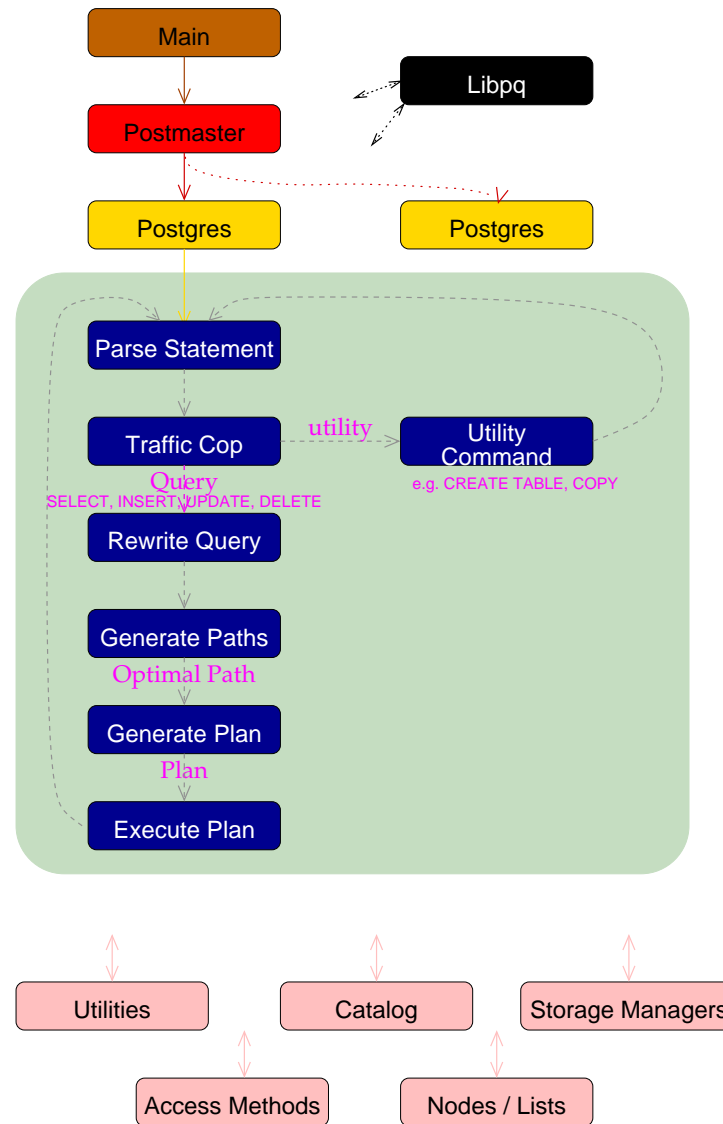 Main
Libpq
Postmaster
Postgres
Postgres
Parse Statement
Traffic Cop
utility
Utility
Command
Query
SELECT, INSERT, UPDATE, DELETE
e.g. CREATE TABLE, COPY
Rewrite Query
Generate Paths
Optimal Path
Generate Plan
Plan
Execute Plan
Utilities
Catalog
Storage Managers
Access Methods
Nodes / Lists